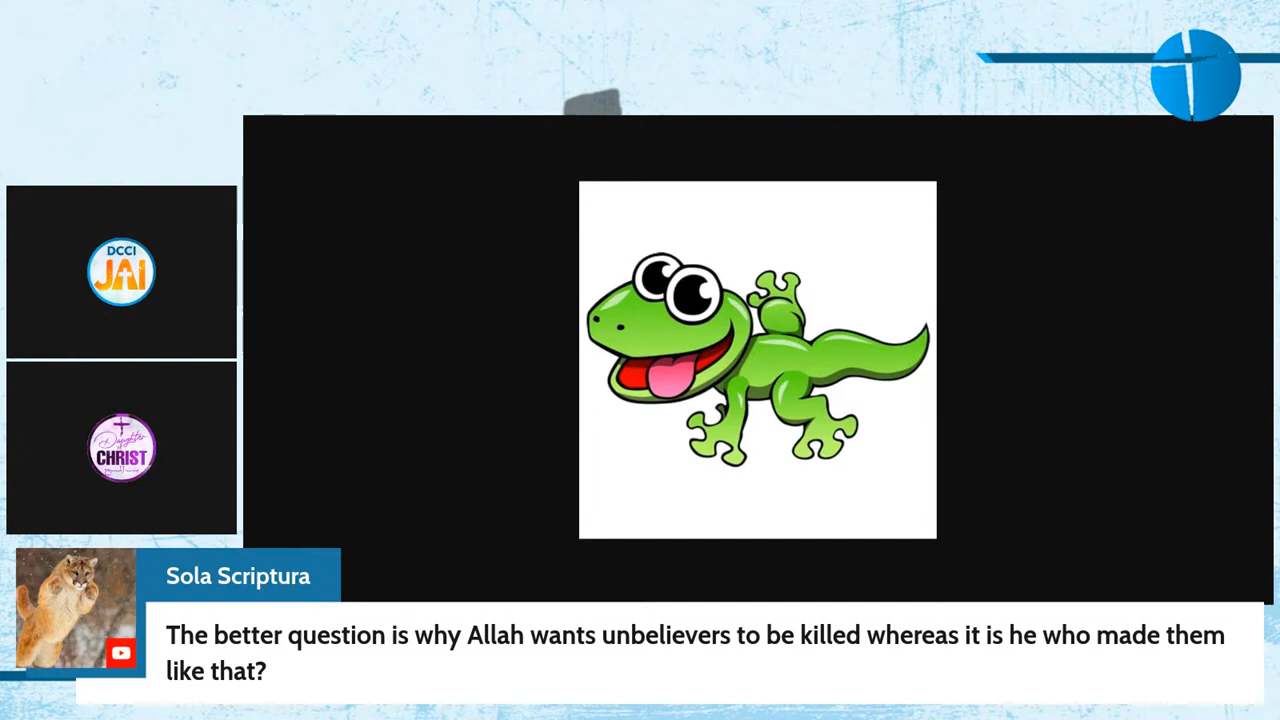 DCCI
JAI
Daughter
CHRIST
Sola Scriptura
The better question is why Allah wants unbelievers to be killed whereas it is he who made them
like that?